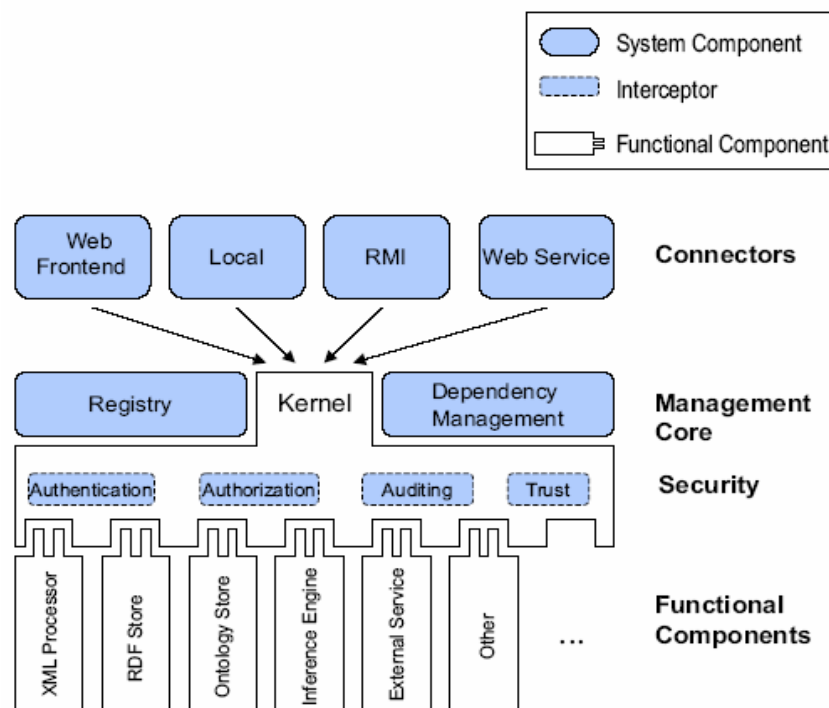 System Component
Interceptor
Functional Component
Web
Frontend
Local
RMI
Web Service
Connectors
Registry
Kernel
Dependency
Management
Management
Core
Authentication
Authorization
Auditing
Trust
Security
XML Processor
RDF Store
Ontology Store
Inference Engine
External Service
Other
...
Functional
Components